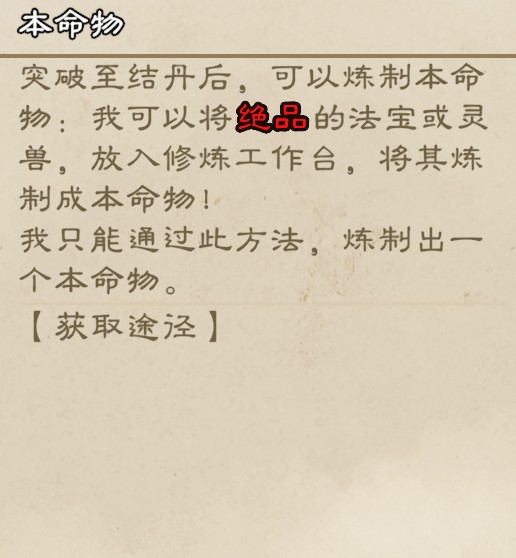 本命物
突破至结丹后，可以炼制本命
物：我可以将绝品的法宝或灵
兽，放入修炼工作台，将其炼
制成本命物！
我只能通过此方法，炼制出一
个本命物。
【获取途径】